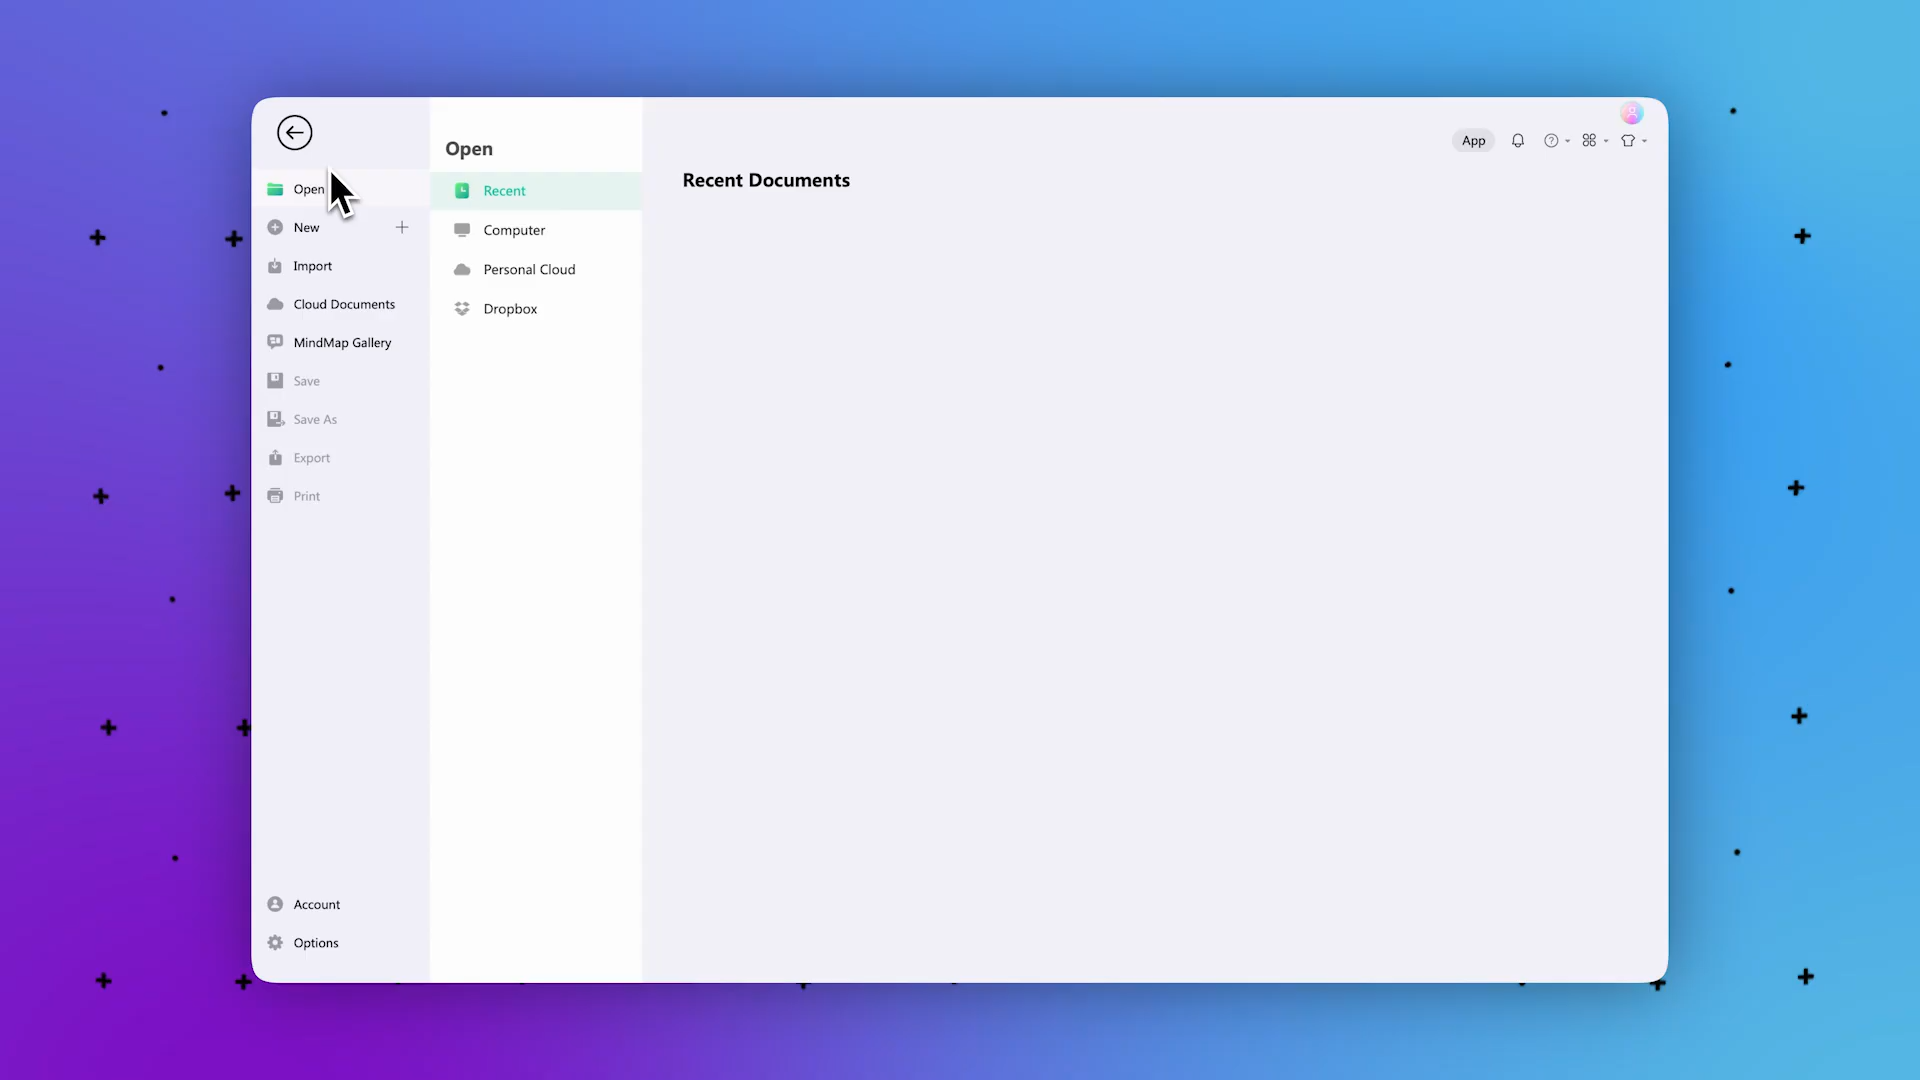 Open
New
Import
Cloud Documents
MindMap Gallery
Save
Save As
Export
Print
Account
Options
Open
Recent
Computer
Personal Cloud
Dropbox
App
Recent Documents